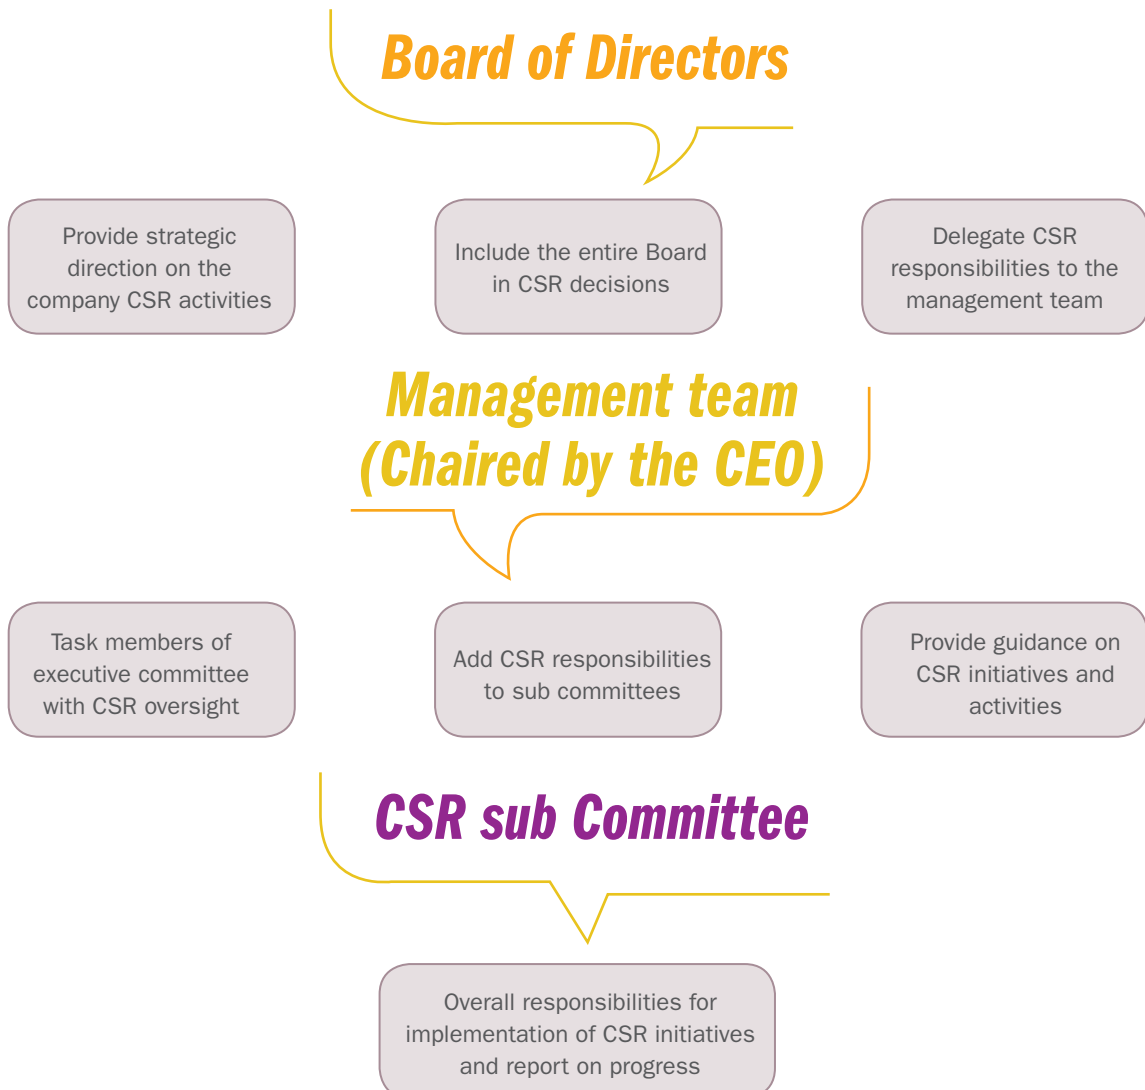 Board of Directors
Provide strategic
direction on the
company CSR activities
Include the entire Board
in CSR decisions
Delegate CSR
responsibilities to the
management team
Management team
(Chaired by the CEO)
Task members of
executive committee
with CSR oversight
Add CSR responsibilities
to sub committees
Provide guidance on
CSR initiatives and
activities
CSR sub Committee
Overall responsibilities for
implementation of CSR initiatives
and report on progress